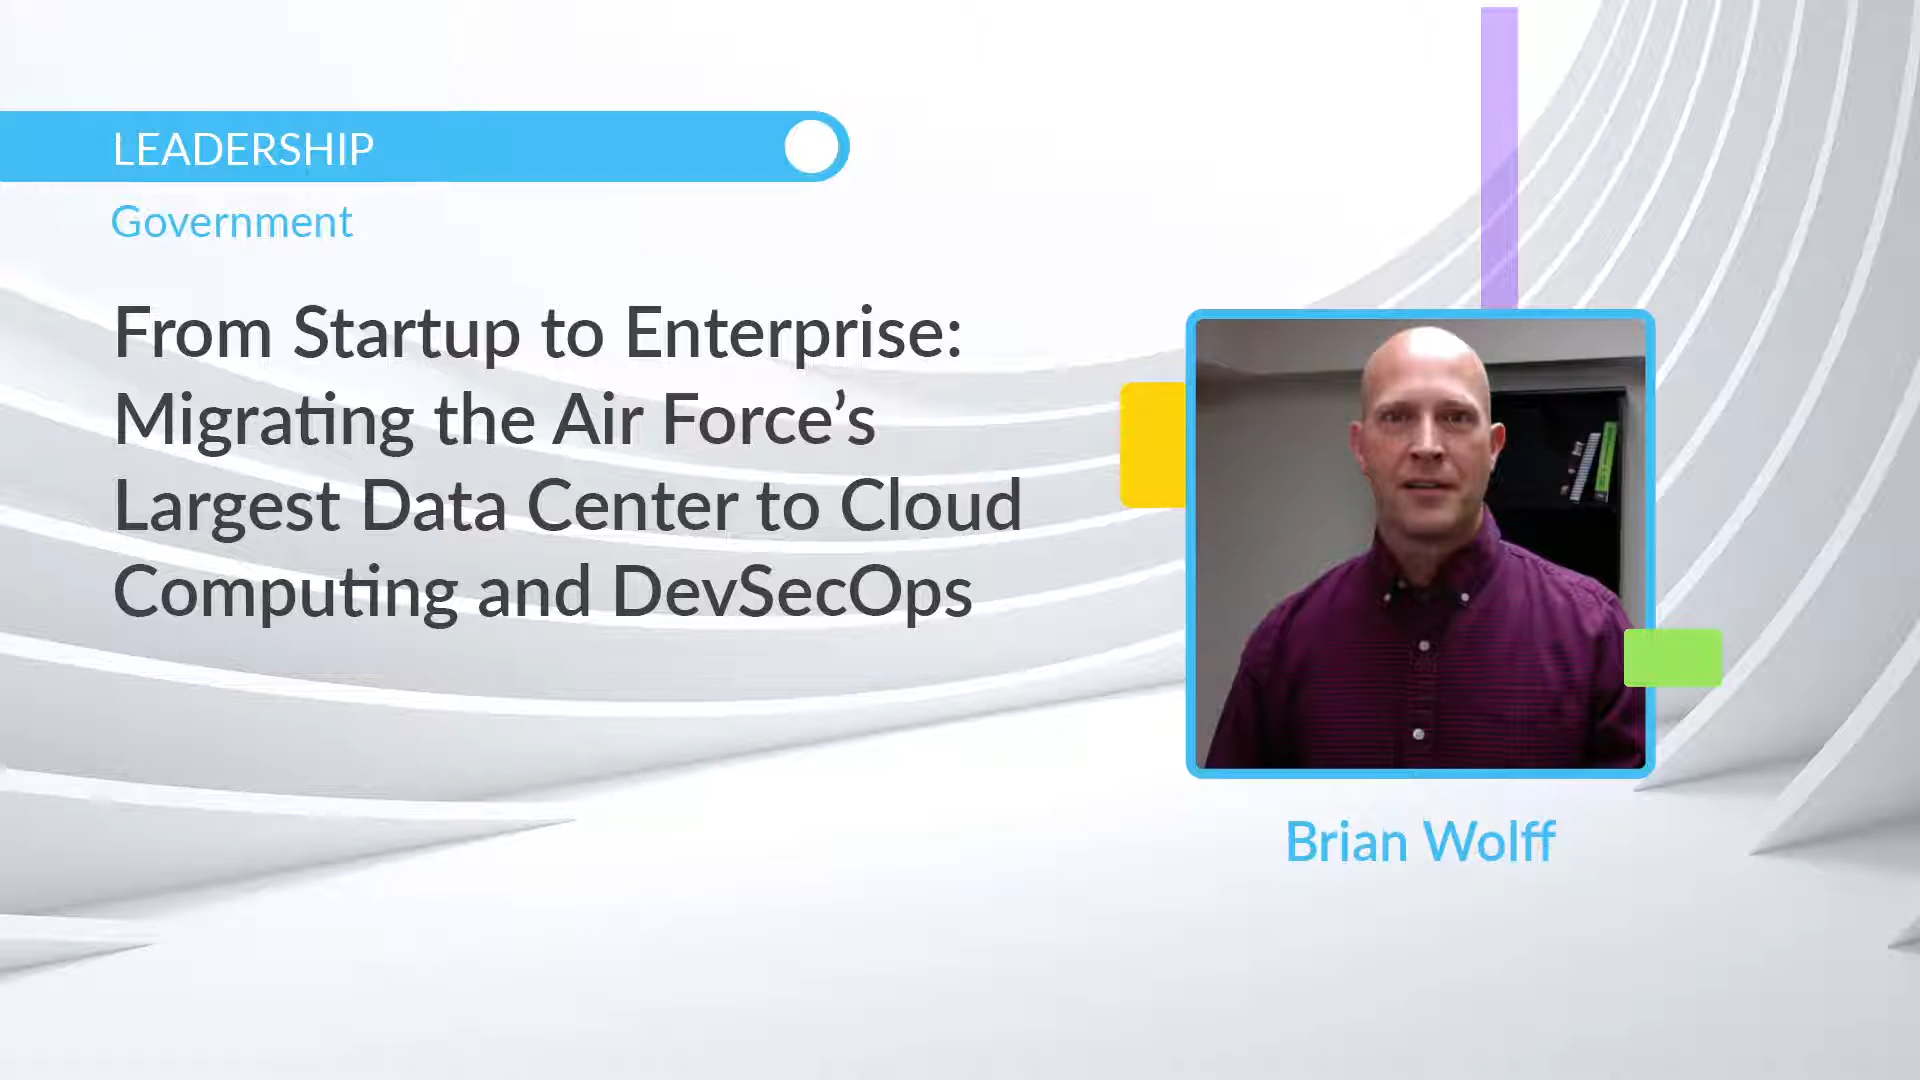 LEADERSHIP
Government
From Startup to Enterprise:
Migrating the Air Force’s
Largest Data Center to Cloud
Computing and DevSecOps
Brian Wolff